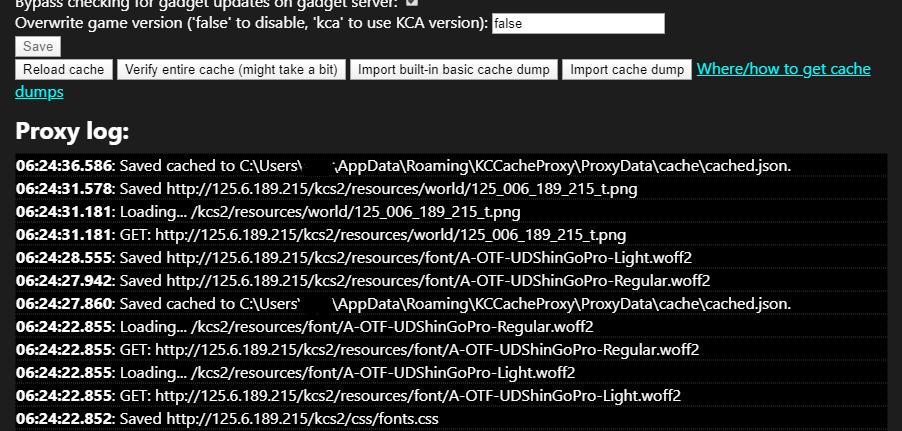 Bypass checking for gadget updates on gadget server:
Overwrite game version ('false' to disable, 'kca' to use KCA version): false
Save
Reload cache Verify entire cache (might take a bit) Import built-in basic cache dump Import cache dump Where/how to get cache
dumps
Proxy log:
06:24:36.586: Saved cached to C:\Users\ \AppData\Roaming\KCCacheProxy\ProxyData\cache\cached.json.
06:24:31.578: Saved http://125.6.189.215/kcs2/resources/world/125_006_189_215_t.png
06:24:31.181: Loading... /kcs2/resources/world/125_006_189_215_t.png
06:24:31.181: GET: http://125.6.189.215/kcs2/resources/world/125_006_189_215_t.png
06:24:28.555: Saved http://125.6.189.215/kcs2/resources/font/A-OTF-UDShinGoPro-Light.woff2
06:24:27.942: Saved http://125.6.189.215/kcs2/resources/font/A-OTF-UDShinGoPro-Regular.woff2
06:24:27.860: Saved cached to C:\Users\ \AppData\Roaming\KCCacheProxy\ProxyData\cache\cached.json.
06:24:22.855: Loading... /kcs2/resources/font/A-OTF-UDShinGoPro-Regular.woff2
06:24:22.855: GET: http://125.6.189.215/kcs2/resources/font/A-OTF-UDShinGoPro-Regular.woff2
06:24:22.855: Loading... /kcs2/resources/font/A-OTF-UDShinGoPro-Light.woff2
06:24:22.855: GET: http://125.6.189.215/kcs2/resources/font/A-OTF-UDShinGoPro-Light.woff2
06:24:22.852: Saved http://125.6.189.215/kcs2/css/fonts.css